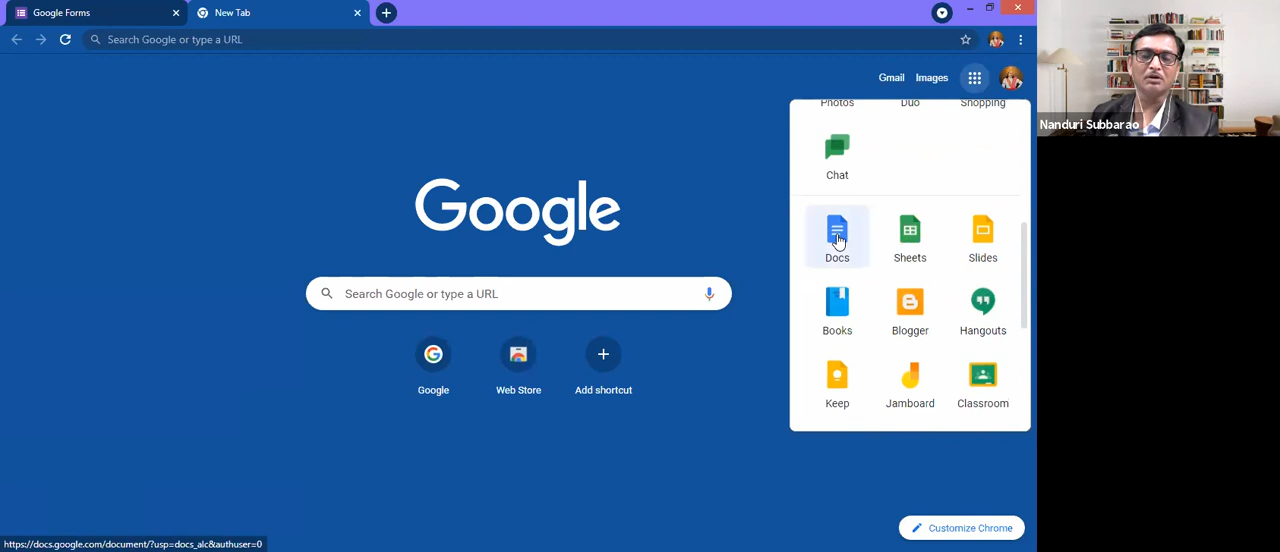 Google Forms
New Tab
Search Google or type a URL
Gmail
Images
Photos
Duo
Shopping
Nanduri Subbarao
Chat
Google
Docs
Sheets
Slides
Search Google or type a URL
Books
Blogger
Hangouts
Google
Web Store
Add shortcut
Keep
Jamboard
Classroom
Customize Chrome
https://docs.google.com/document/?usp=docs_alc&authuser=0